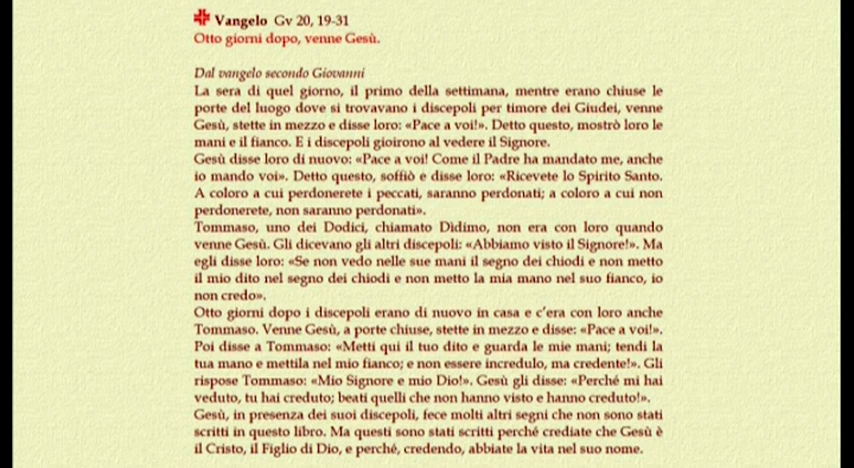 Vangelo Gv 20, 19-31
Otto giorni dopo, venne Gesù.
Dal vangelo secondo Giovanni
La sera di quel giorno, il primo della settimana, mentre erano chiuse le
porte del luogo dove si trovavano i discepoli per timore dei Giudei, venne
Gesù, stette in mezzo e disse loro: «Pace a voi!». Detto questo, mostrò loro le
mani e il fianco. E i discepoli gioirono al vedere il Signore.
Gesù disse loro di nuovo: «Pace a voi! Come il Padre ha mandato me, anche
io mando voi». Detto questo, soffiò e disse loro: «Ricevete lo Spirito Santo.
A coloro a cui perdonerete i peccati, saranno perdonati; a coloro a cui non
perdonerete, non saranno perdonati».
Tommaso, uno dei Dodici, chiamato Dìdimo, non era con loro quando
venne Gesù. Gli dicevano gli altri discepoli: «Abbiamo visto il Signore!». Ma
egli disse loro: «Se non vedo nelle sue mani il segno dei chiodi e non metto
il mio dito nel segno dei chiodi e non metto la mia mano nel suo fianco, io
non credo».
Otto giorni dopo i discepoli erano di nuovo in casa e c'era con loro anche
Tommaso. Venne Gesù, a porte chiuse, stette in mezzo e disse: «Pace a voi!».
Poi disse a Tommaso: «Metti qui il tuo dito e guarda le mie mani; tendi la
tua mano e mettila nel mio fianco; e non essere incredulo, ma credente!». Gli
rispose Tommaso: «Mio Signore e mio Dio!». Gesù gli disse: «Perché mi hai
veduto, tu hai creduto; beati quelli che non hanno visto e hanno creduto!».
Gesù, in presenza dei suoi discepoli, fece molti altri segni che non sono stati
scritti in questo libro. Ma questi sono stati scritti perché crediate che Gesù è
il Cristo, il Figlio di Dio, e perché, credendo, abbiate la vita nel suo nome.